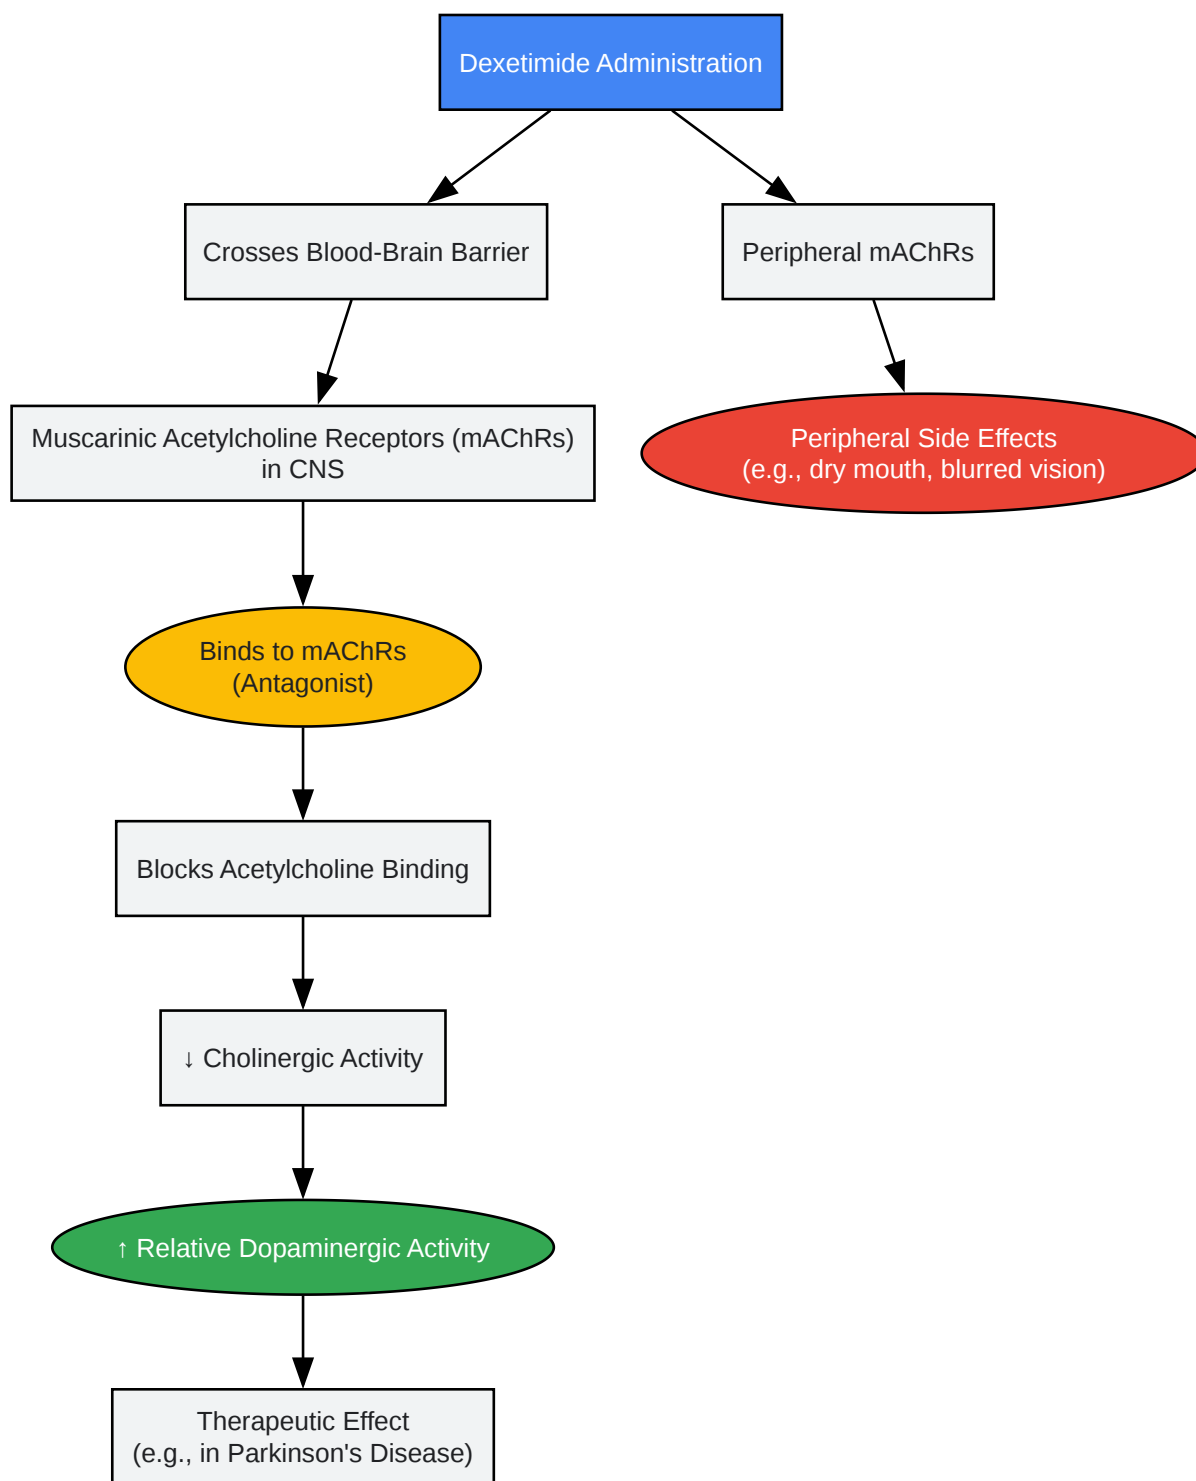 Dexetimide Administration
Crosses Blood-Brain Barrier
Peripheral mAChRs
Muscarinic Acetylcholine Receptors (mAChRs)
in CNS
Peripheral Side Effects
(e.g., dry mouth, blurred vision)
Binds to mAChRs
(Antagonist)
Blocks Acetylcholine Binding
↓ Cholinergic Activity
↑ Relative Dopaminergic Activity
Therapeutic Effect
(e.g., in Parkinson's Disease)